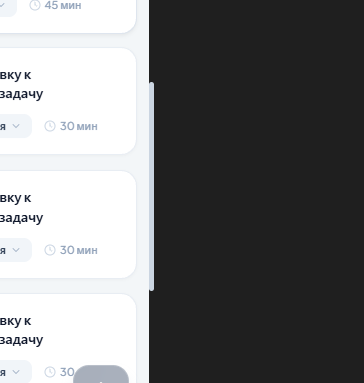 45 мин
вку к
задачу
я 30 мин
вку к
задачу
я 30 мин
вку к
задачу
я 30